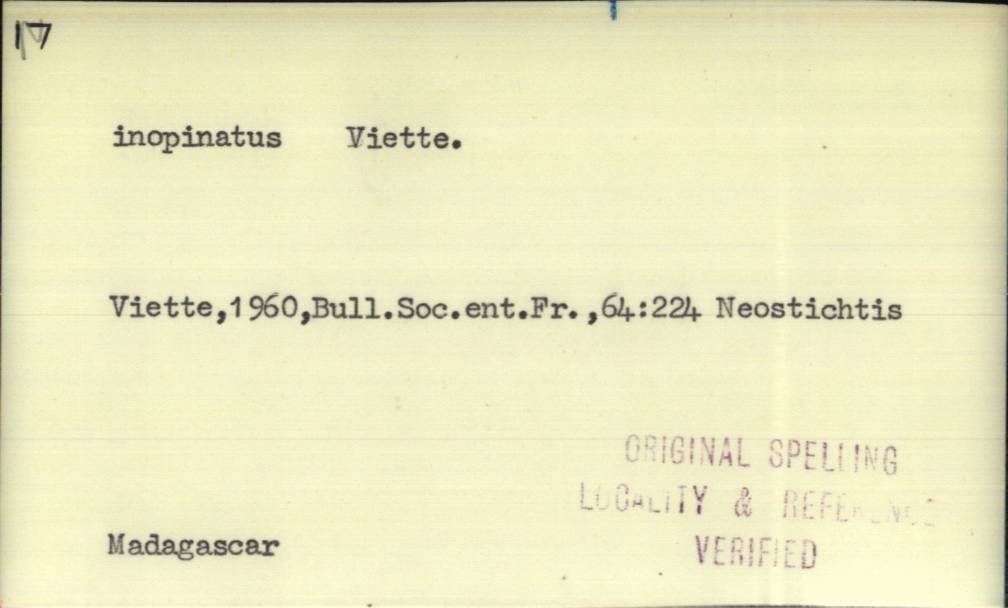 17
inopinatus Viette.
Viette,1960,Bull.Soc.ent.Fr.,64:224 Neostichtis
ORIGINAL SPELLING
LOCALITY & REFERENCE
VERIFIED
Madagascar